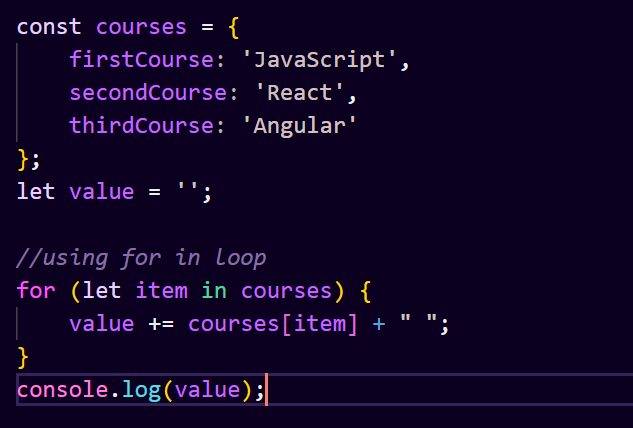 const courses = {
    firstCourse: 'JavaScript',
    secondCourse: 'React',
    thirdCourse: 'Angular'
};
let value = '';

//using for in loop
for (let item in courses) {
    value += courses[item] + " ";
}
console.log(value);